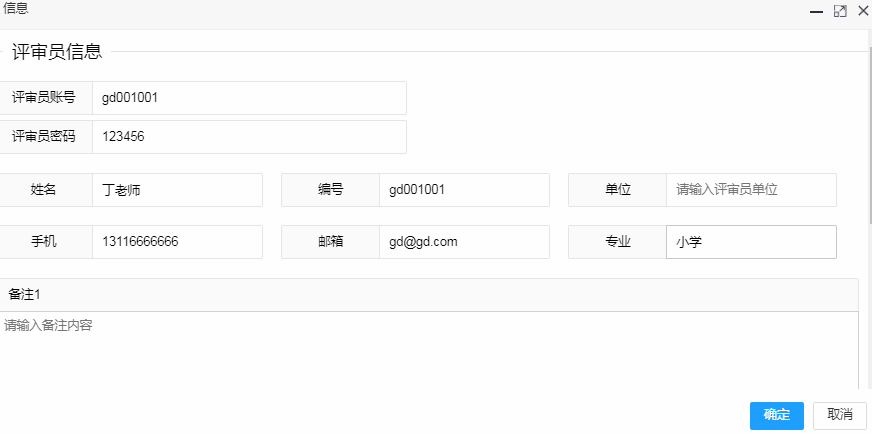 信息
评审员信息
评审员账号 gd001001
评审员密码 123456
姓名 丁老师 编号 gd001001 单位 请输入评审员单位
手机 13116666666 邮箱 gd@gd.com 专业 小学
备注1
请输入备注内容
确定 取消